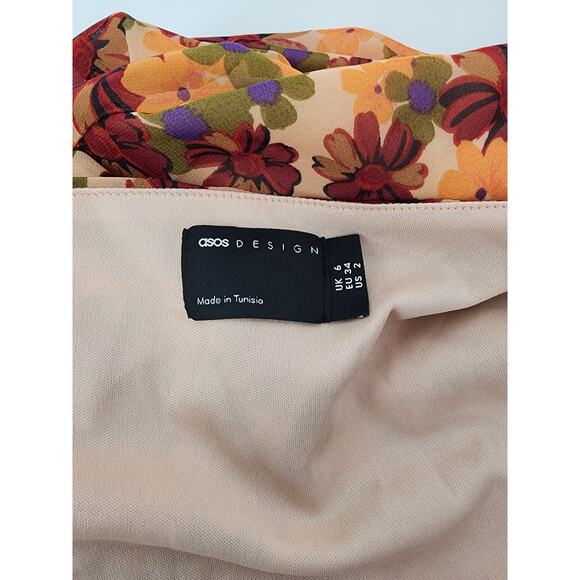 asos DESIGN
Made in Tunisia
UK 6
EU 34
US 2